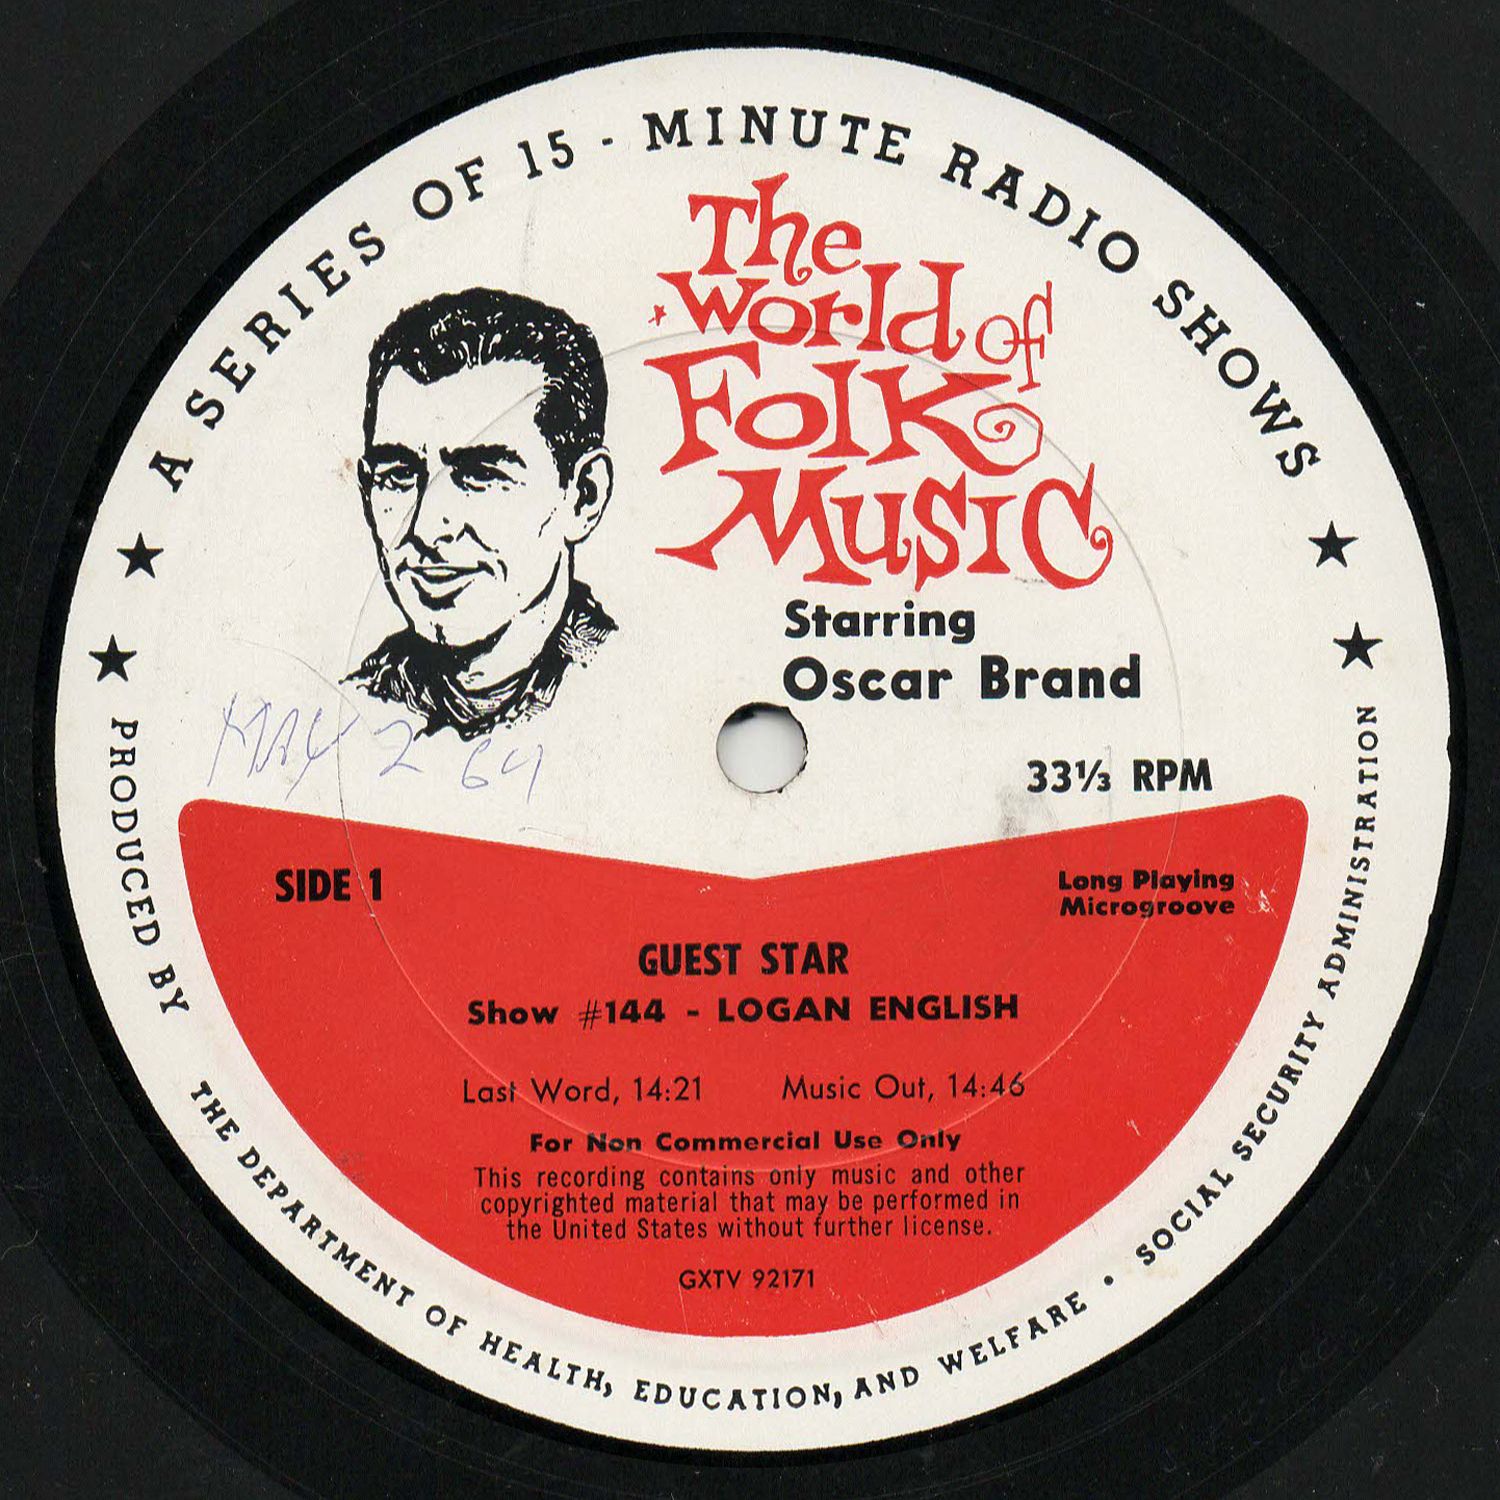 A SERIES OF 15 - MINUTE RADIO SHOWS
The
World of
Folk
Music
Starring
Oscar Brand
MAY 2 64
33⅓ RPM
SIDE 1
Long Playing
Microgroove
GUEST STAR
Show #144 - LOGAN ENGLISH
Last Word, 14:21 Music Out, 14:46
For Non Commercial Use Only
This recording contains only music and other
copyrighted material that may be performed in
the United States without further license.
GXTV 92171
PRODUCED BY THE DEPARTMENT OF HEALTH, EDUCATION, AND WELFARE • SOCIAL SECURITY ADMINISTRATION